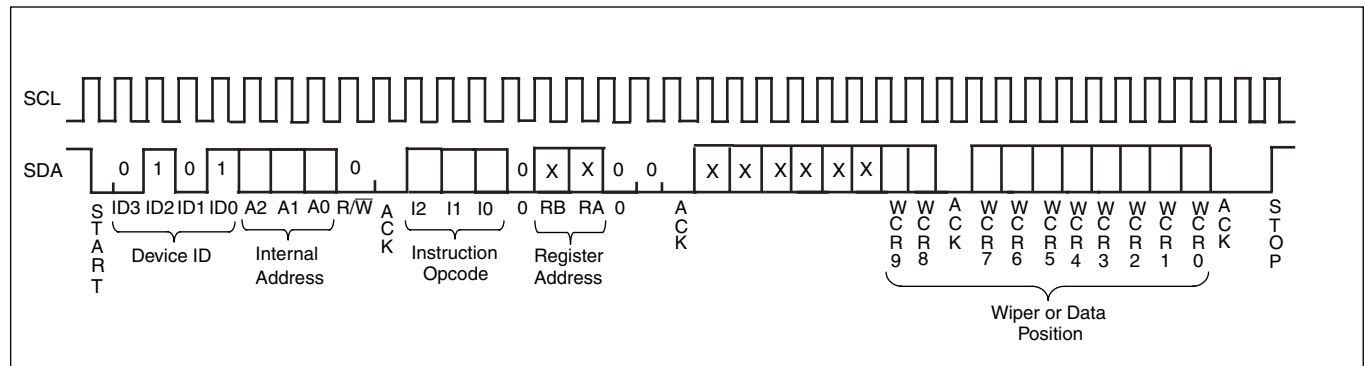 SCL
SDA
0 1 0 1 0 0 X X 0 0 X X X X X X
START ID3 ID2 ID1 ID0 A2 A1 A0 R/W̅ ACK I2 I1 I0 0 RB RA 0 ACK WCR9 WCR8 ACK WCR7 WCR6 WCR5 WCR4 WCR3 WCR2 WCR1 WCR0 ACK STOP
Device ID
Internal
Address
Instruction
Opcode
Register
Address
Wiper or Data
Position